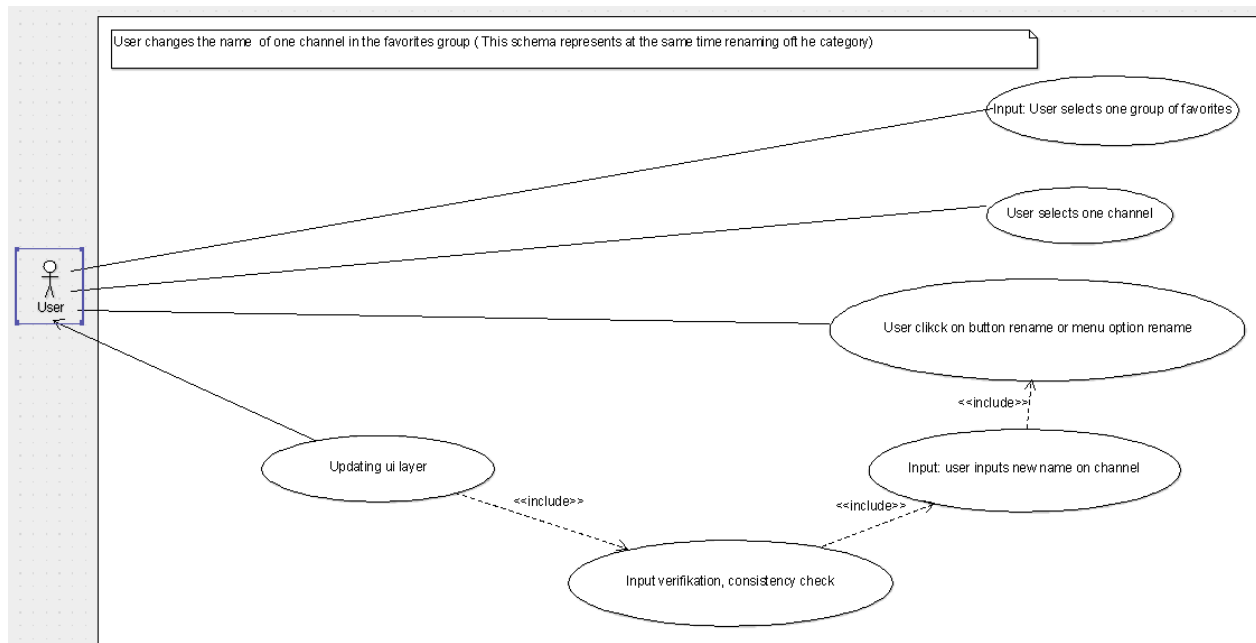 User changes the name of one channel in the favorites group ( This schema represents at the same time renaming oft he category)
Input: User selects one group of favorites
User selects one channel
User
User clikck on button rename or menu option rename
<<include>>
Updating ui layer
Input: user inputs new name on channel
<<include>>
<<include>>
Input verifikation, consistency check